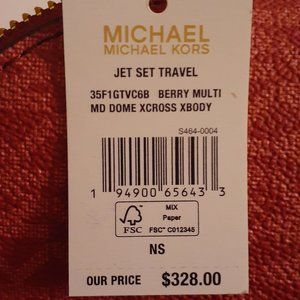 MICHAEL
MICHAEL KORS
JET SET TRAVEL
35F1GTVC6B BERRY MULTI
MD DOME XCROSS XBODY
S464-0004
1 94900 65643 3
FSC
MIX
Paper
FSC™ C012345
NS
OUR PRICE $328.00